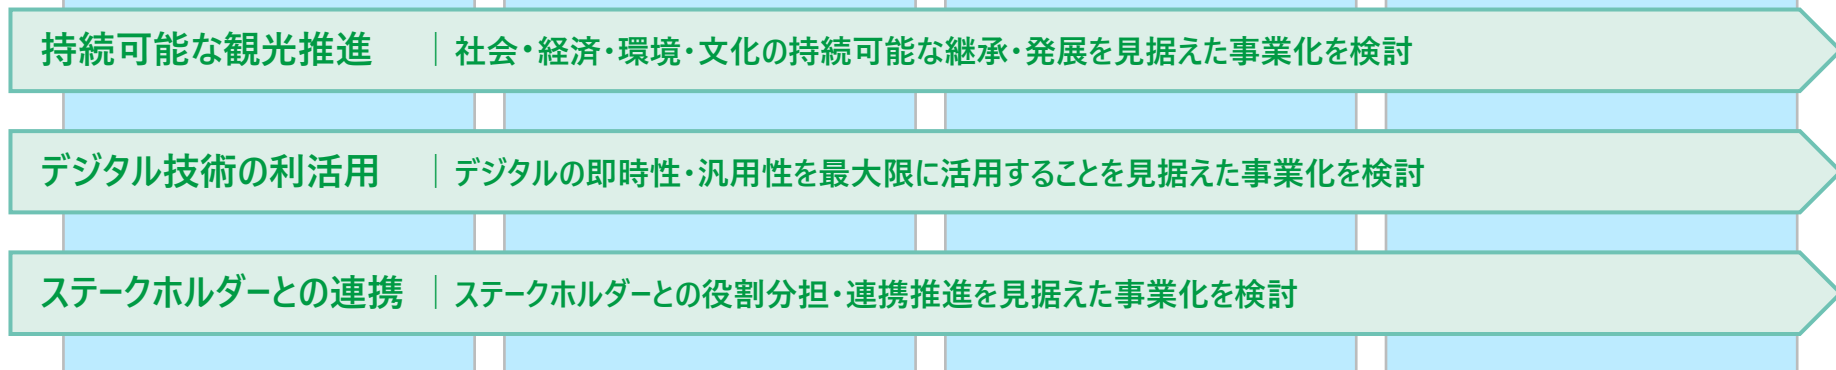 持続可能な観光推進 │社会・経済・環境・文化の持続可能な継承・発展を見据えた事業化を検討
デジタル技術の利活用 │デジタルの即時性・汎用性を最大限に活用することを見据えた事業化を検討
ステークホルダーとの連携 │ステークホルダーとの役割分担・連携推進を見据えた事業化を検討